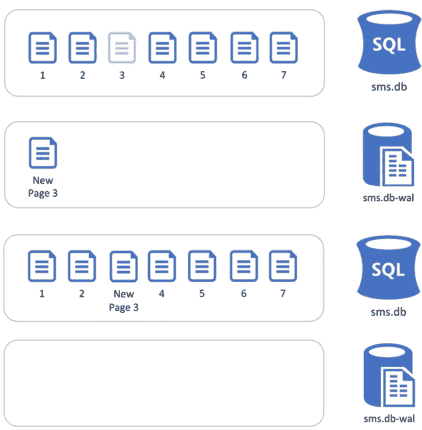 1 2 3 4 5 6 7
SQL
sms.db
New
Page 3
sms.db-wal
1 2 New 4 5 6 7
Page 3
SQL
sms.db
sms.db-wal